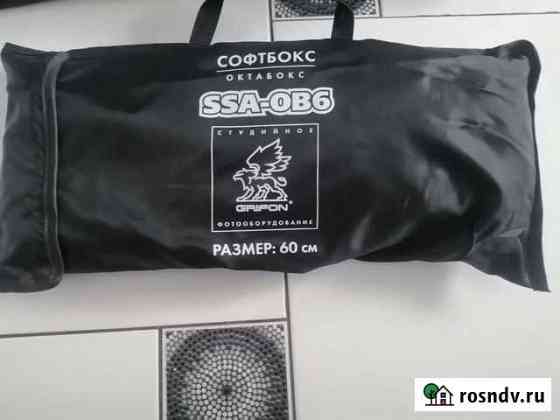 СОФТБОКС
ОКТАБОКС
SSA-OB6
СТУДИЙНОЕ
GRIFON
ФОТООБОРУДОВАНИЕ
РАЗМЕР: 60 см
rosndv.ru